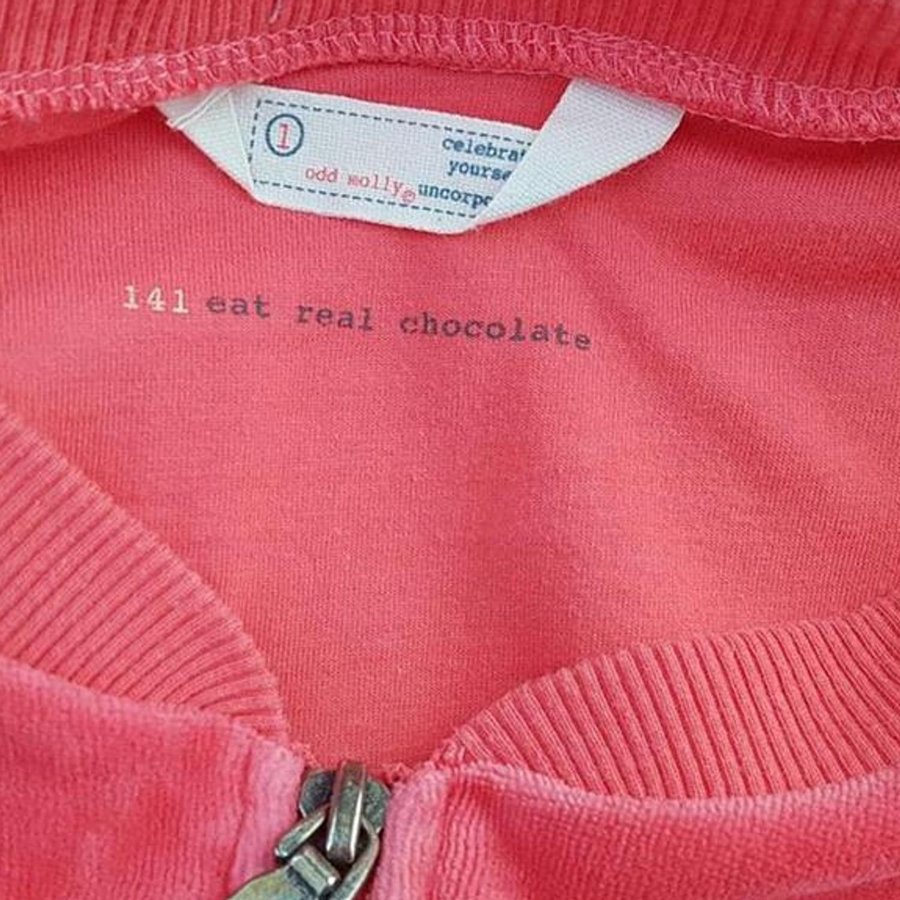 1
odd molly©
celebrat
yourse
uncorpo
141 eat real chocolate